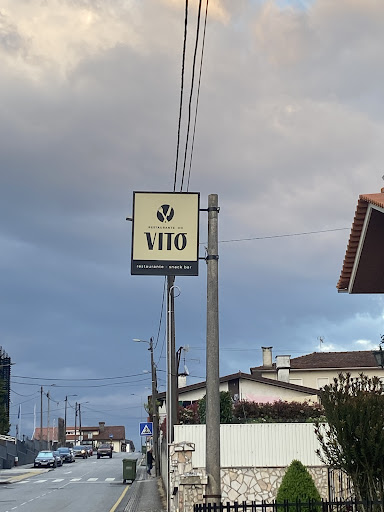 RESTAURANTE DO
VITO
restaurante | snack bar